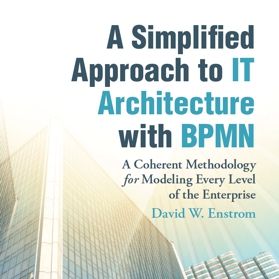 A Simplified
Approach to IT
Architecture
with BPMN
A Coherent Methodology
for Modeling Every Level
of the Enterprise
David W. Enstrom